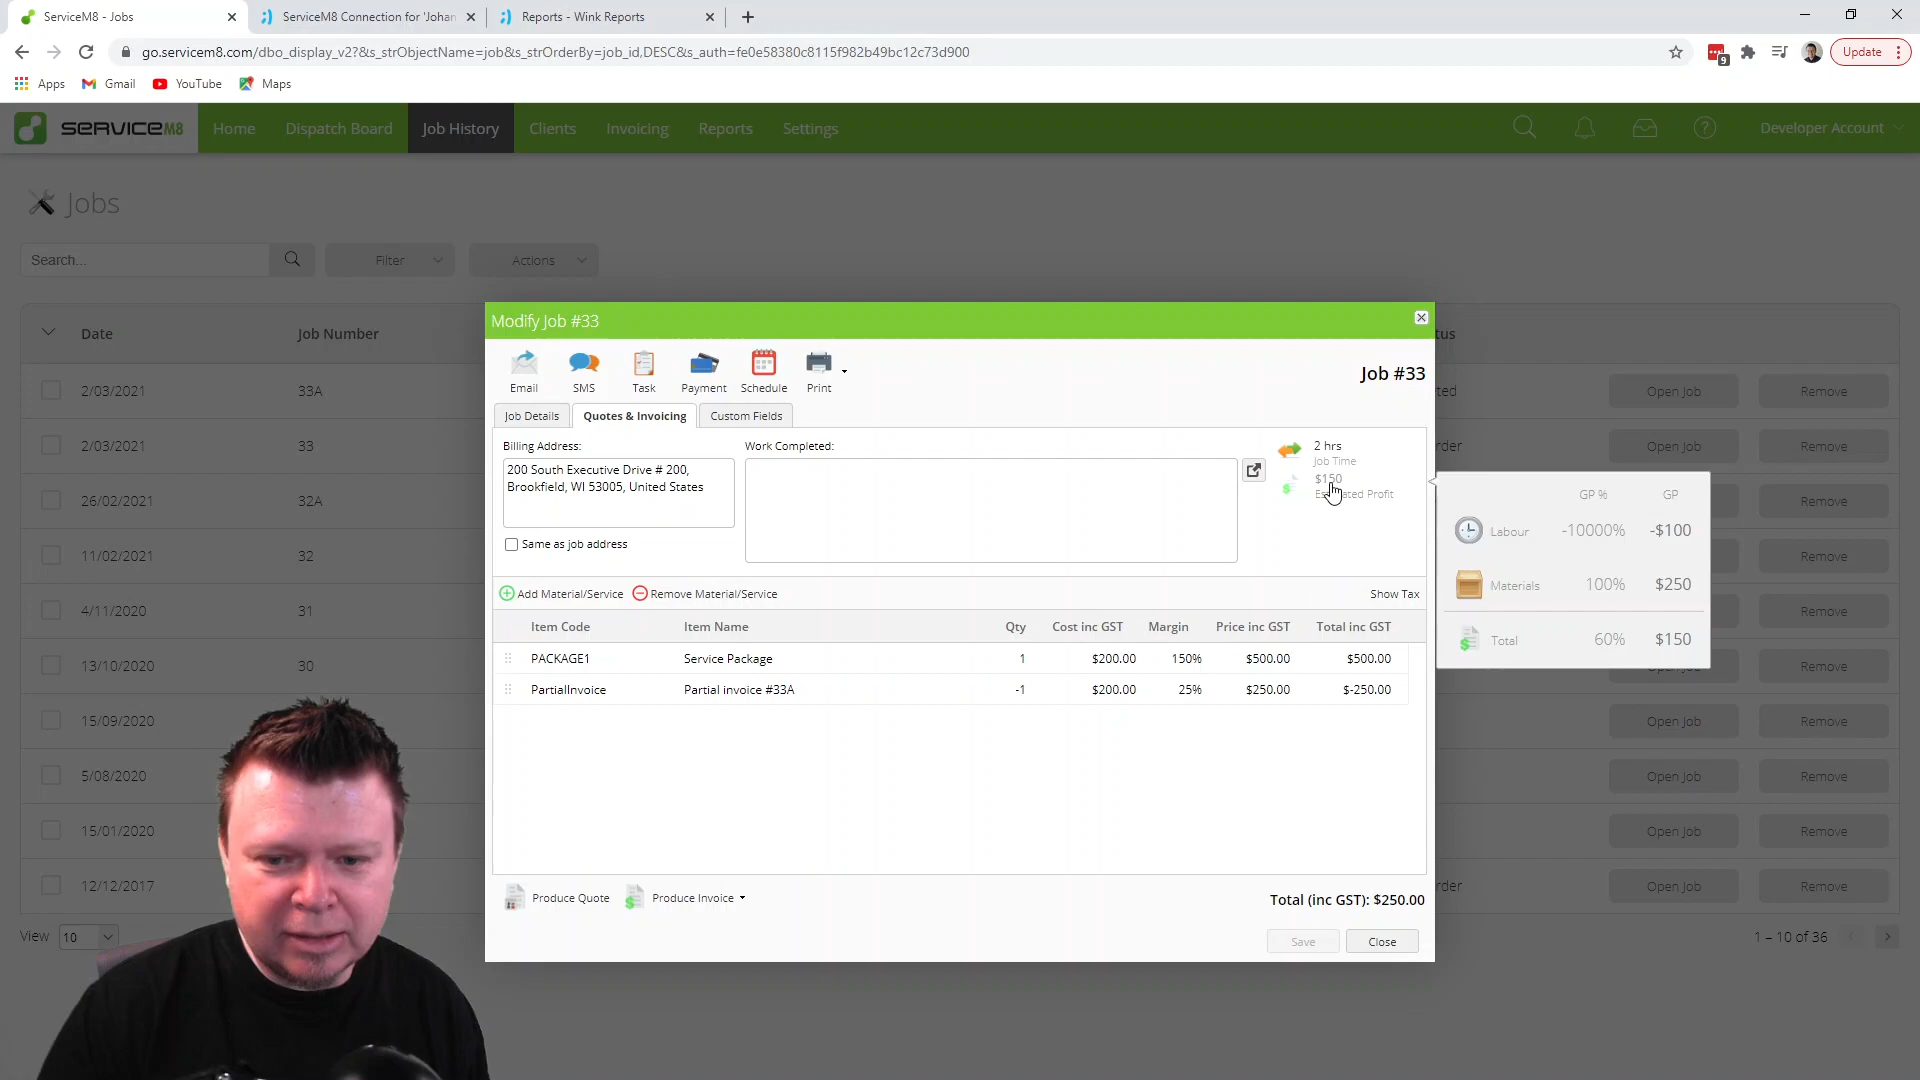 ServiceM8 - Jobs
ServiceM8 Connection for 'Johan
Reports - Wink Reports
go.servicem8.com/dbo_display_v2?&s_strObjectName=job&s_strOrderBy=job_id,DESC&s_auth=fe0e58380c8115f982b49bc12c73d900
9
Update
Apps Gmail YouTube Maps
SERVICEM8 Home Dispatch Board Job History Clients Invoicing Reports Settings Developer Account
Jobs
Search... Filter Actions
Date Job Number tus
2/03/2021 33A ted Open Job Remove
2/03/2021 33 rder Open Job Remove
26/02/2021 32A Open Job Remove
11/02/2021 32 Open Job Remove
4/11/2020 31 Open Job Remove
13/10/2020 30 Open Job Remove
15/09/2020 Open Job Remove
5/08/2020 Open Job Remove
15/01/2020 Open Job Remove
12/12/2017 rder Open Job Remove
View 10 1 – 10 of 36
Modify Job #33
Email SMS Task Payment Schedule Print
Job #33
Job Details Quotes & Invoicing Custom Fields
Billing Address:
200 South Executive Drive # 200,
Brookfield, WI 53005, United States
Same as job address
Work Completed:
2 hrs
Job Time
$150
Profit
GP % GP
Labour -10000% -$100
Materials 100% $250
Total 60% $150
Add Material/Service Remove Material/Service Show Tax
Item Code Item Name Qty Cost inc GST Margin Price inc GST Total inc GST
PACKAGE1 Service Package 1 $200.00 150% $500.00 $500.00
PartialInvoice Partial invoice #33A -1 $200.00 25% $250.00 $-250.00
Produce Quote Produce Invoice
Total (inc GST): $250.00
Save Close